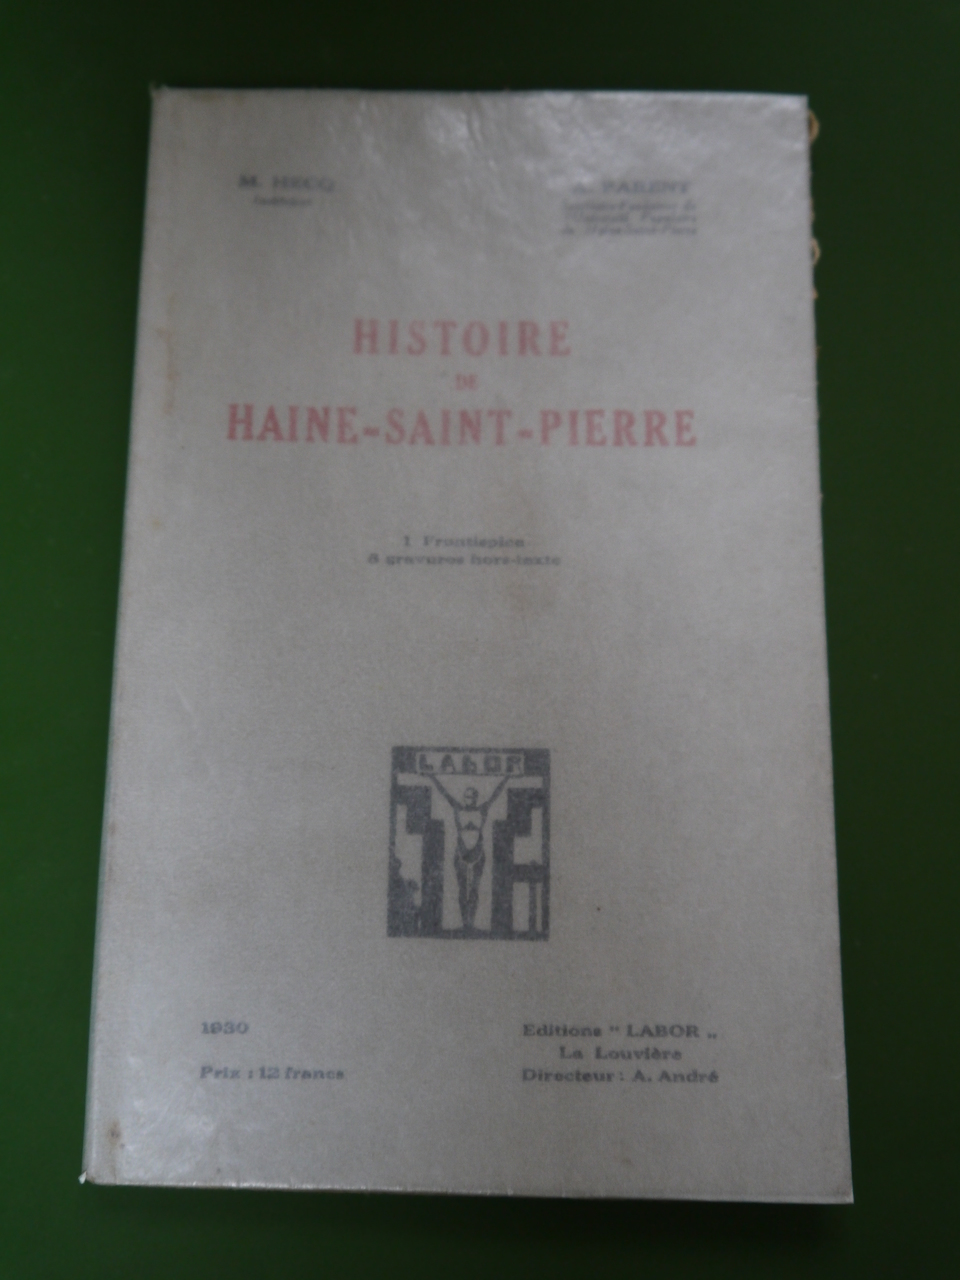 M. HECQ
PARENT
HISTOIRE
DE
HAINE-SAINT-PIERRE
1 Frontispice
8 gravures hors-texte
LABOR
1930
Editions " LABOR "
La Louvière
Prix : 12 francs
Directeur : A. André